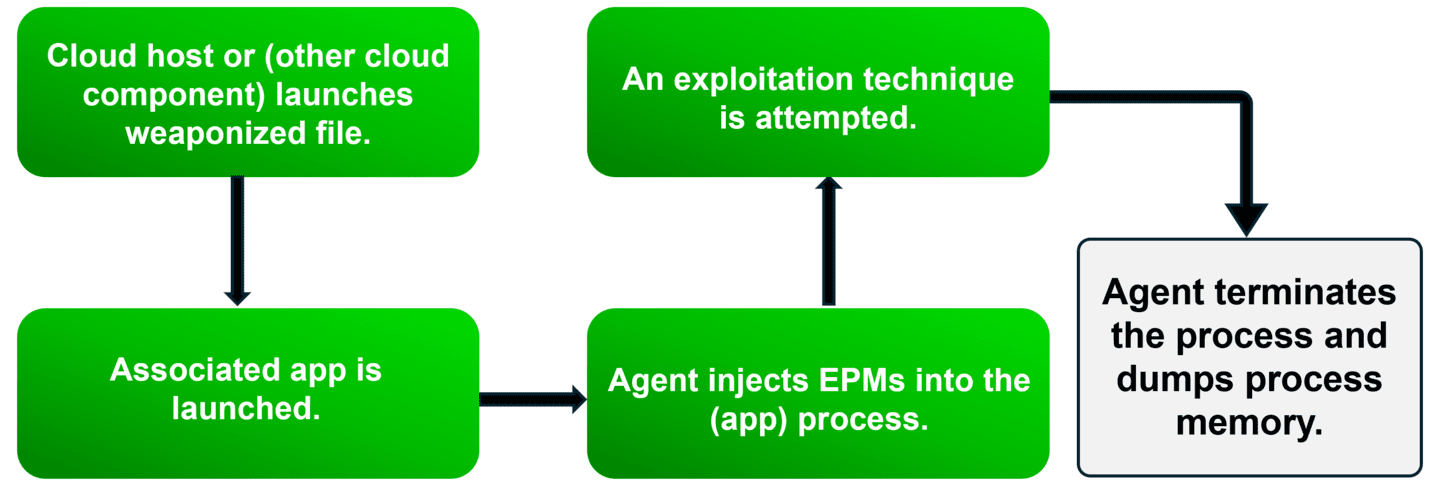 Cloud host or (other cloud
component) launches
weaponized file.
Associated app is
launched.
Agent injects EPMs into the
(app) process.
An exploitation technique
is attempted.
Agent terminates
the process and
dumps process
memory.